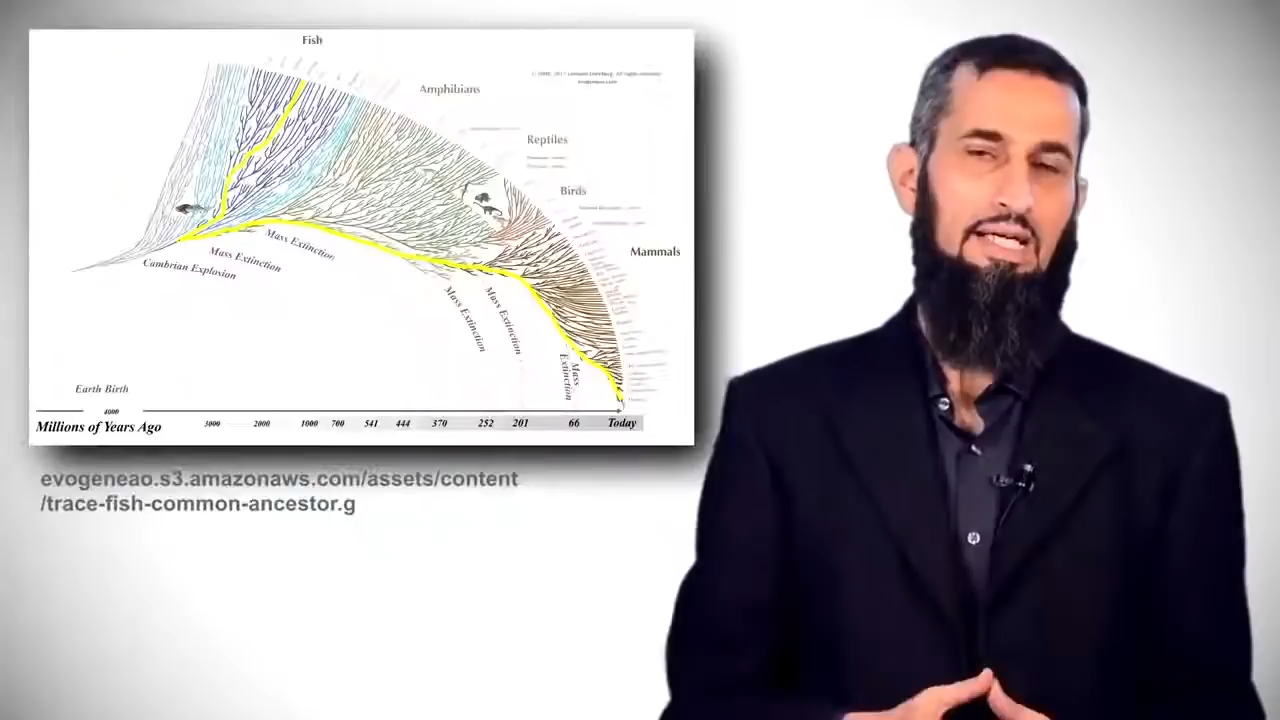 Fish
Amphibians
Reptiles
Birds
Mammals
Mass Extinction
Mass Extinction
Cambrian Explosion
Mass Extinction
Mass Extinction
Mass Extinction
Earth Birth
4000
Millions of Years Ago
3000
2000
1000
700
541
444
370
252
201
66
Today
evogeneao.s3.amazonaws.com/assets/content
/trace-fish-common-ancestor.g